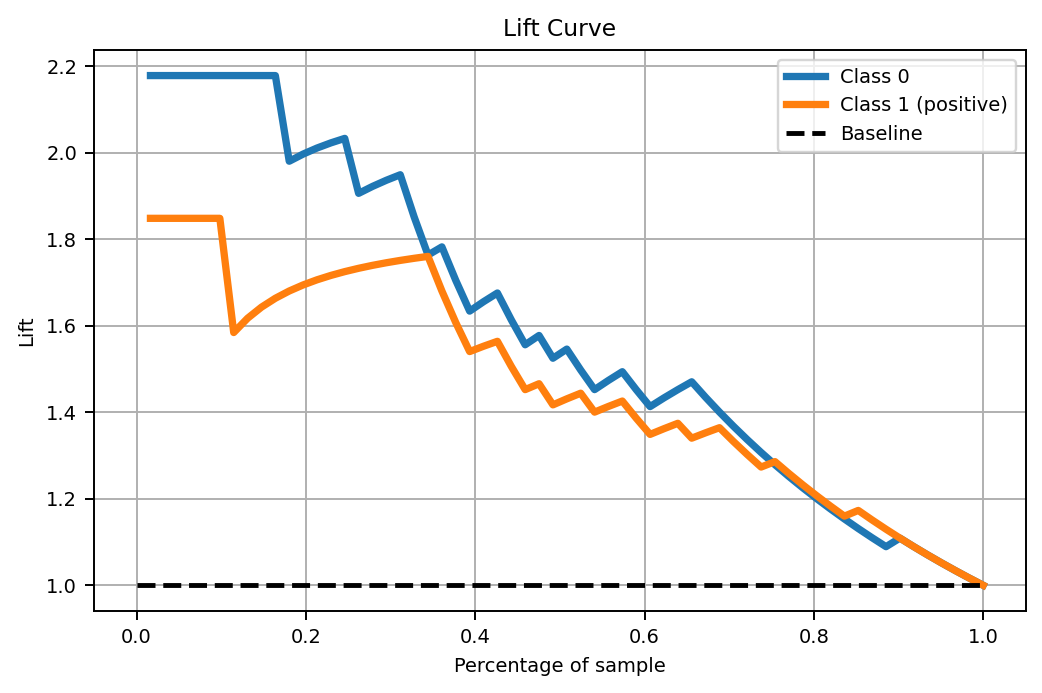 Lift Curve
Lift
2.2
2.0
1.8
1.6
1.4
1.2
1.0
Class 0
Class 1 (positive)
Baseline
0.0 0.2 0.4 0.6 0.8 1.0
Percentage of sample